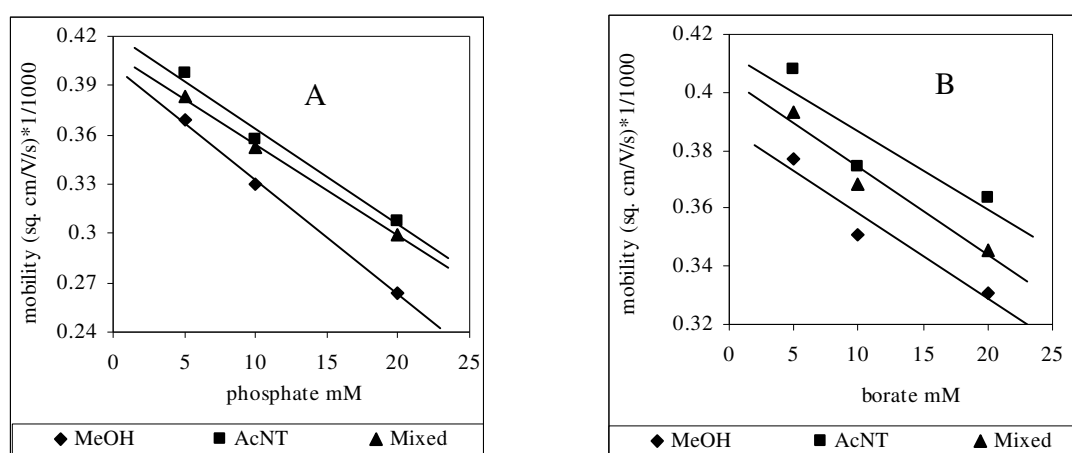 A
mobility (sq. cm/V/s)*1/1000
0.42
0.39
0.36
0.33
0.3
0.27
0.24
0 5 10 15 20 25
phosphate mM
MeOH AcNT Mixed
B
mobility (sq. cm/V/s)*1/1000
0.42
0.4
0.38
0.36
0.34
0.32
0 5 10 15 20 25
borate mM
MeOH AcNT Mixed